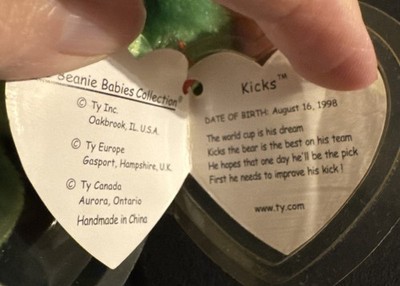 Beanie Babies Collection®
© Ty Inc.
Oakbrook, IL. U.S.A.
© Ty Europe
Gasport, Hampshire, U.K.
© Ty Canada
Aurora, Ontario
Handmade in China
Kicks™
DATE OF BIRTH: August 16, 1998
The world cup is his dream
Kicks the bear is the best on his team
He hopes that one day he'll be the pick
First he needs to improve his kick!
www.ty.com